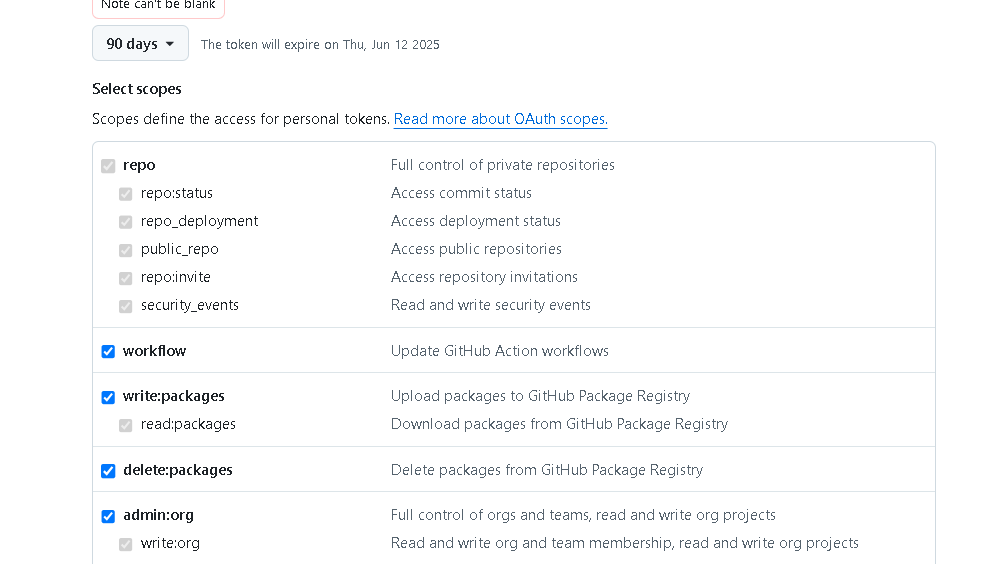 Note can't be blank
90 days The token will expire on Thu, Jun 12 2025
Select scopes
Scopes define the access for personal tokens. Read more about OAuth scopes.
repo Full control of private repositories
repo:status Access commit status
repo_deployment Access deployment status
public_repo Access public repositories
repo:invite Access repository invitations
security_events Read and write security events
workflow Update GitHub Action workflows
write:packages Upload packages to GitHub Package Registry
read:packages Download packages from GitHub Package Registry
delete:packages Delete packages from GitHub Package Registry
admin:org Full control of orgs and teams, read and write org projects
write:org Read and write org and team membership, read and write org projects